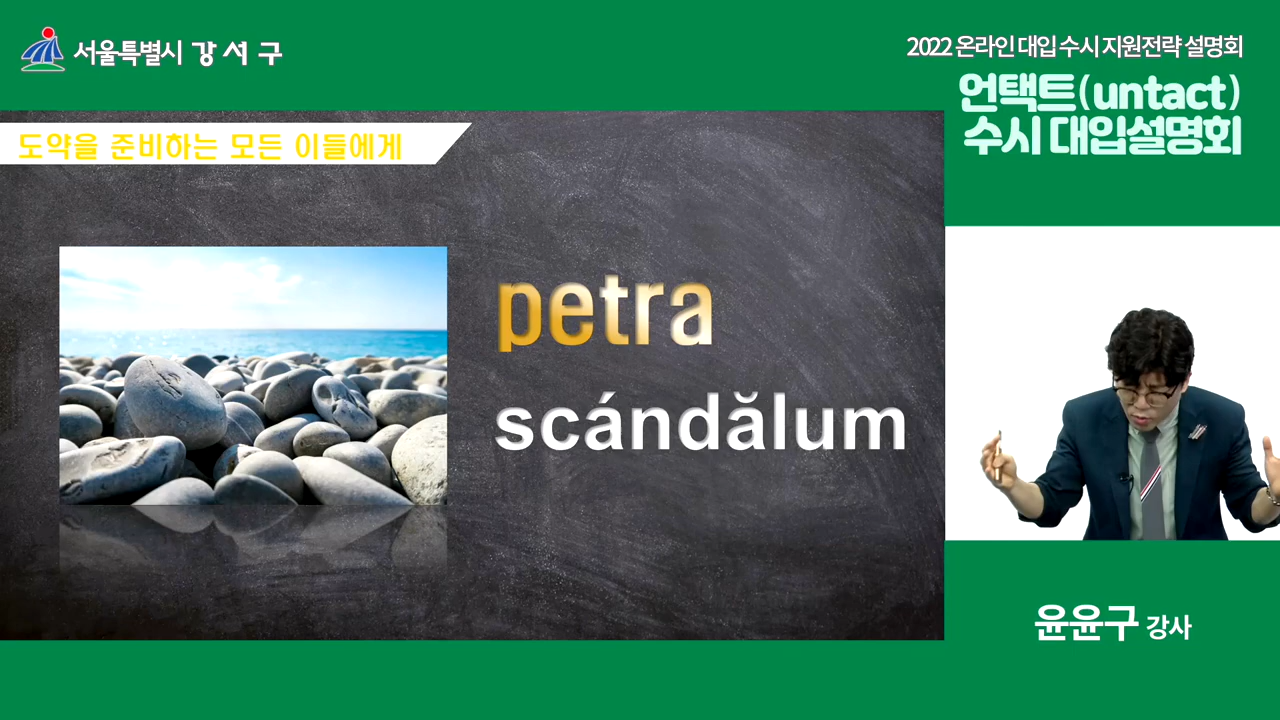 서울특별시 강서구
2022 온라인 대입 수시 지원전략 설명회
언택트(untact)
수시 대입설명회
도약을 준비하는 모든 이들에게
petra
scándălum
윤윤구 강사